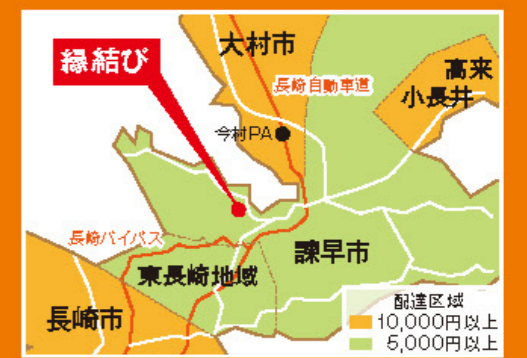 大村市
縁結び
高来
小長井
長崎自動車道
今村PA
長崎バイパス
諫早市
東長崎地域
長崎市
配達区域
10,000円以上
5,000円以上